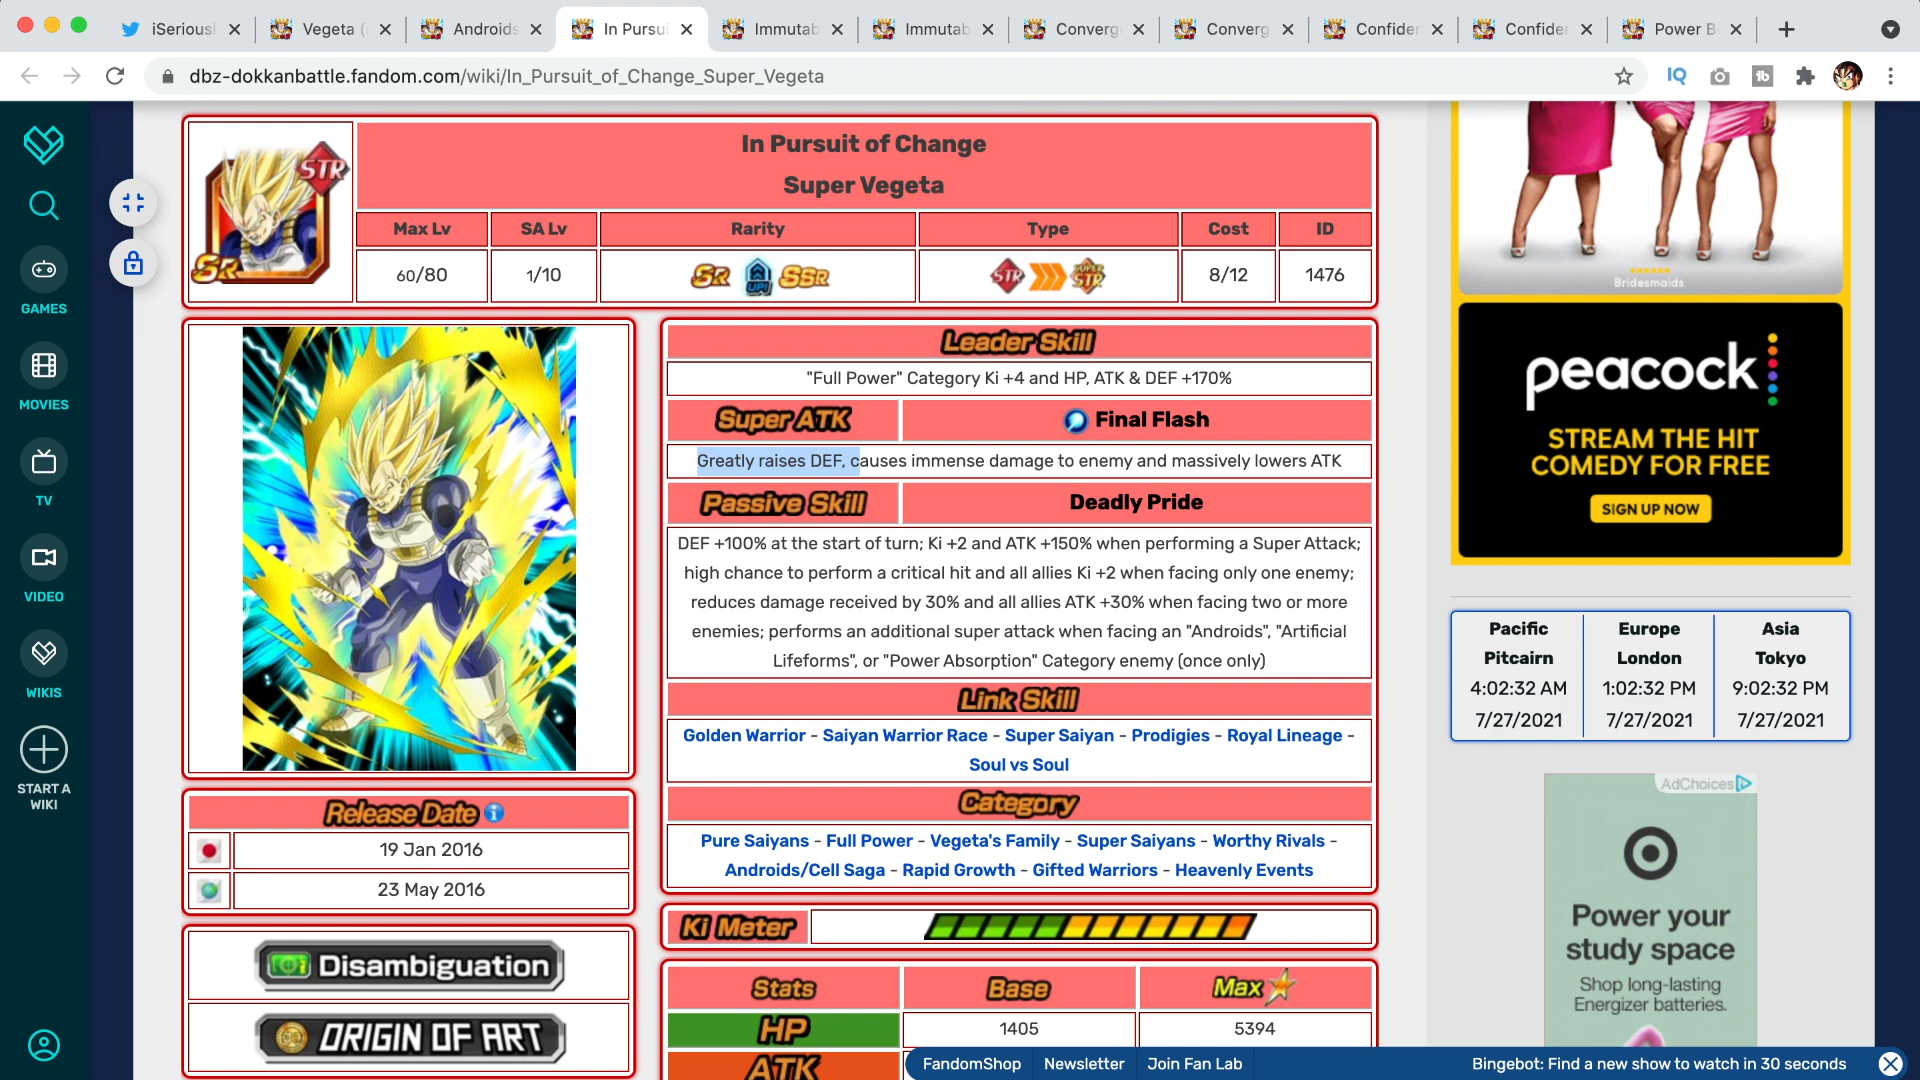 iSerious
Vegeta (
Androids
In Pursui
Immutab
Immutab
Converg
Converg
Confiden
Confiden
Power B
dbz-dokkanbattle.fandom.com/wiki/In_Pursuit_of_Change_Super_Vegeta
IQ
tb
GAMES
MOVIES
TV
VIDEO
WIKIS
START A
WIKI
STR
SR
In Pursuit of Change
Super Vegeta
Max Lv SA Lv Rarity Type Cost ID
60/80 1/10 SR UP! SSR STR SUPER STR 8/12 1476
Leader Skill
"Full Power" Category Ki +4 and HP, ATK & DEF +170%
Super ATK Final Flash
Greatly raises DEF, causes immense damage to enemy and massively lowers ATK
Passive Skill Deadly Pride
DEF +100% at the start of turn; Ki +2 and ATK +150% when performing a Super Attack;
high chance to perform a critical hit and all allies Ki +2 when facing only one enemy;
reduces damage received by 30% and all allies ATK +30% when facing two or more
enemies; performs an additional super attack when facing an "Androids", "Artificial
Lifeforms", or "Power Absorption" Category enemy (once only)
Link Skill
Golden Warrior - Saiyan Warrior Race - Super Saiyan - Prodigies - Royal Lineage -
Soul vs Soul
Category
Pure Saiyans - Full Power - Vegeta's Family - Super Saiyans - Worthy Rivals -
Androids/Cell Saga - Rapid Growth - Gifted Warriors - Heavenly Events
Ki Meter
Stats Base Max
HP 1405 5394
ATK
Release Date
19 Jan 2016
23 May 2016
Disambiguation
ORIGIN OF ART
Bridesmaids
peacock
STREAM THE HIT
COMEDY FOR FREE
SIGN UP NOW
Pacific Europe Asia
Pitcairn London Tokyo
4:02:32 AM 1:02:32 PM 9:02:32 PM
7/27/2021 7/27/2021 7/27/2021
AdChoices
Power your
study space
Shop long-lasting
Energizer batteries.
FandomShop Newsletter Join Fan Lab
Bingebot: Find a new show to watch in 30 seconds